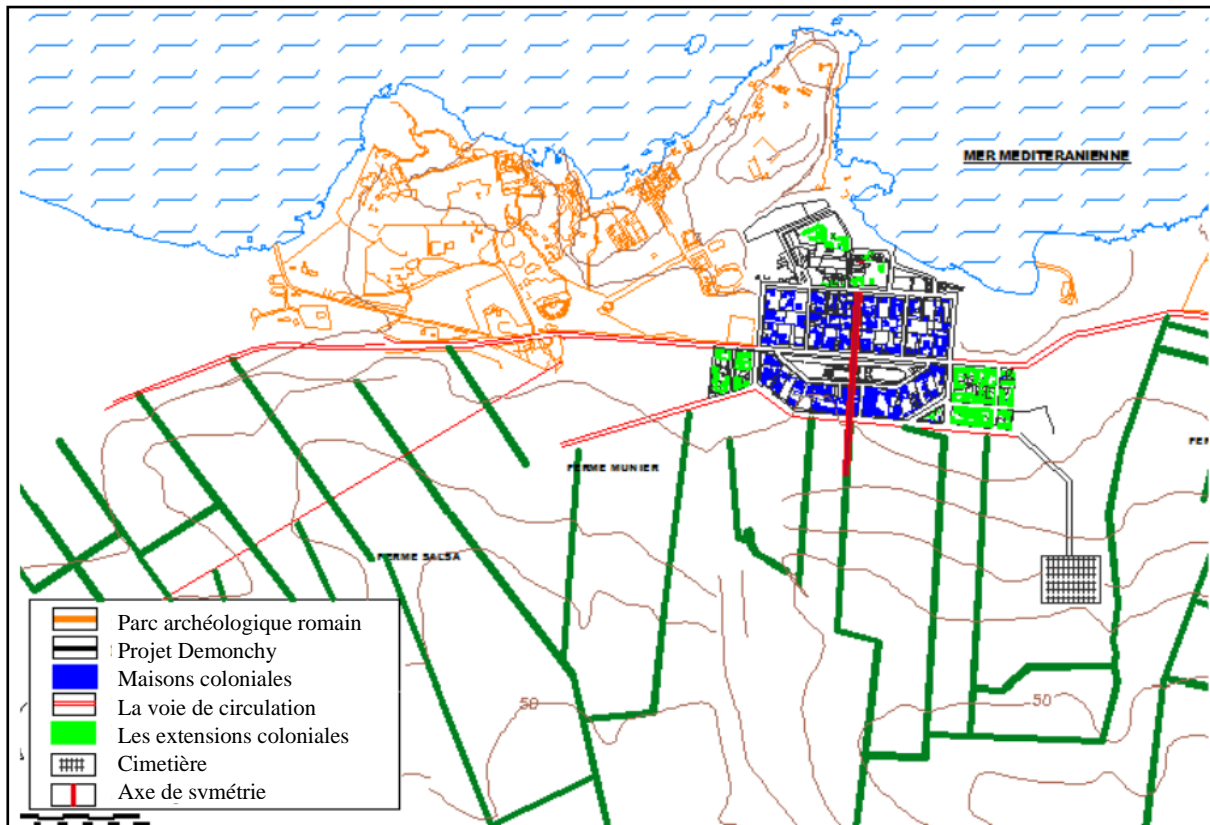 MER MEDITERANIENNE
FERME MUNIER
FER
FERME SALSA
50
50
Parc archéologique romain
Projet Demonchy
Maisons coloniales
La voie de circulation
Les extensions coloniales
Cimetière
Axe de symétrie